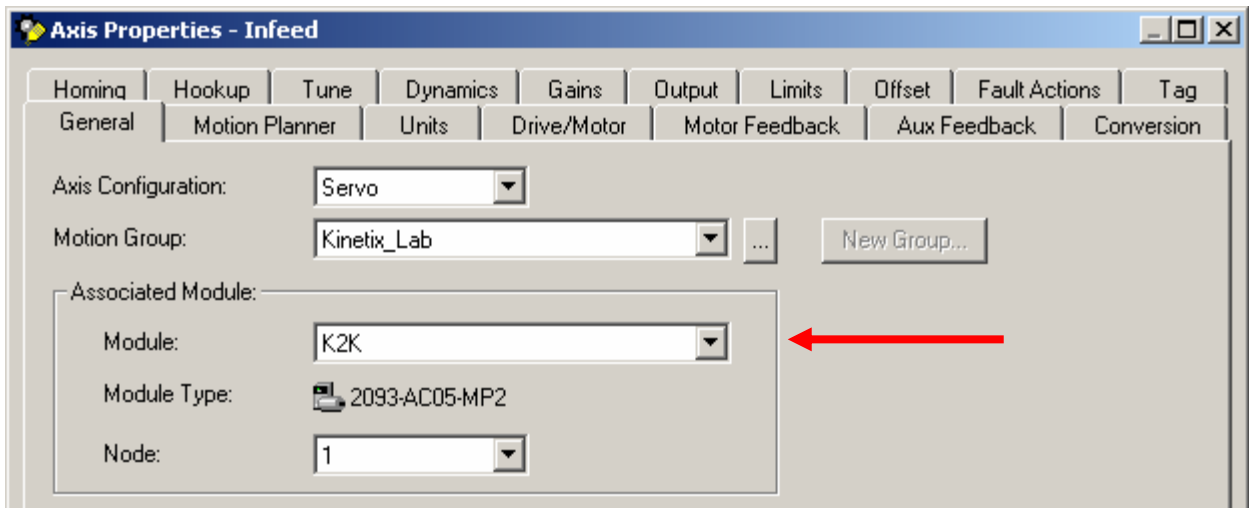 Axis Properties - Infeed
Homing Hookup Tune Dynamics Gains Output Limits Offset Fault Actions Tag
General Motion Planner Units Drive/Motor Motor Feedback Aux Feedback Conversion
Axis Configuration: Servo
Motion Group: Kinetix_Lab ... New Group...
Associated Module:
Module: K2K
Module Type: 2093-AC05-MP2
Node: 1